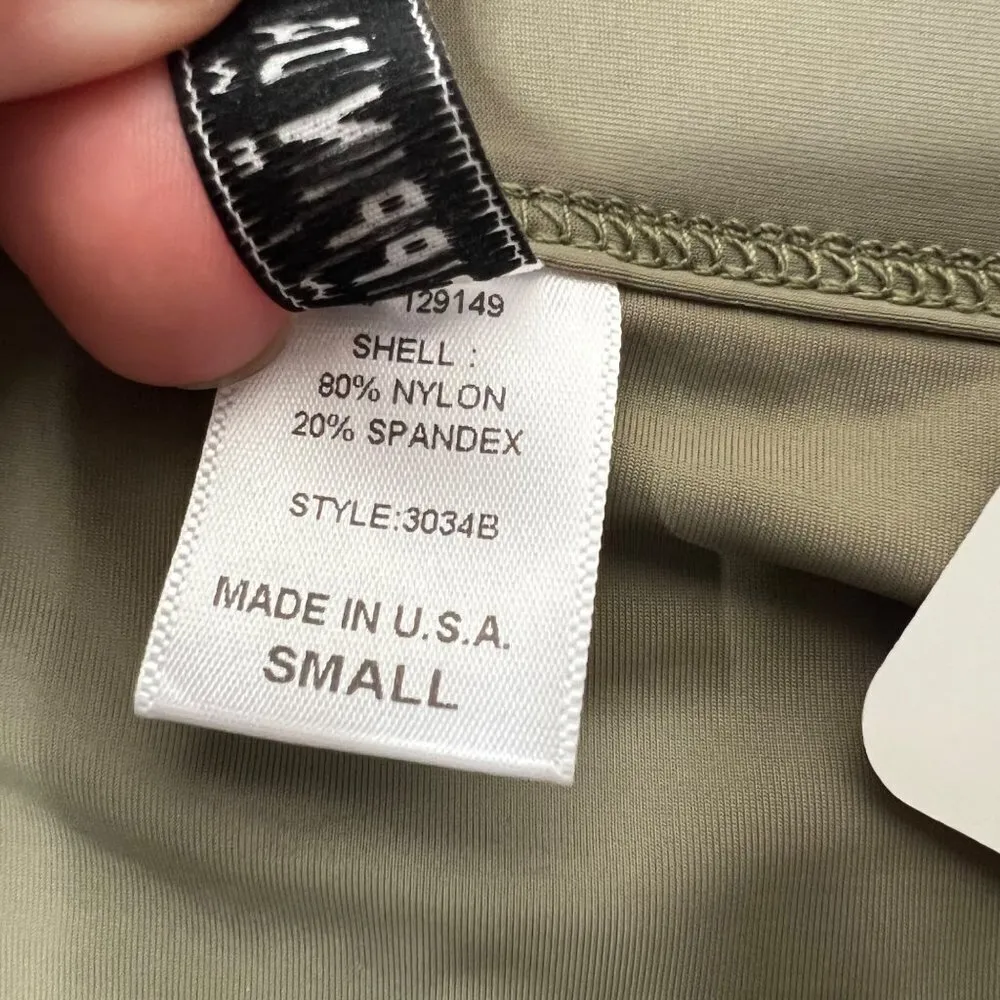 129149
SHELL :
80% NYLON
20% SPANDEX
STYLE:3034B
MADE IN U.S.A.
SMALL